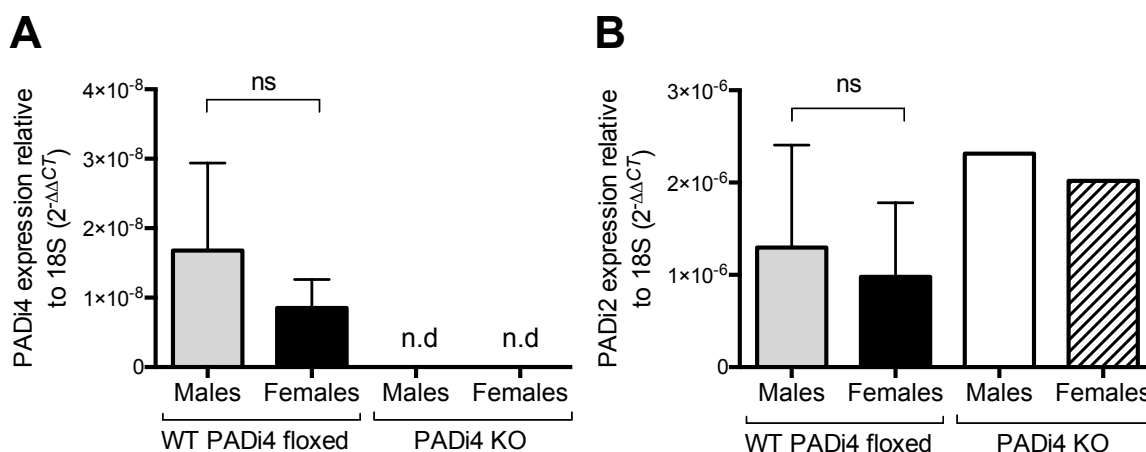 A
PADi4 expression relative
to 18S (2-ΔΔCT)
4×10-8
3×10-8
2×10-8
1×10-8
0
ns
n.d
n.d
Males
Females
Males
Females
WT PADi4 floxed
PADi4 KO
B
PADi2 expression relative
to 18S (2-ΔΔCT)
3×10-6
2×10-6
1×10-6
0
ns
Males
Females
Males
Females
WT PADi4 floxed
PADi4 KO